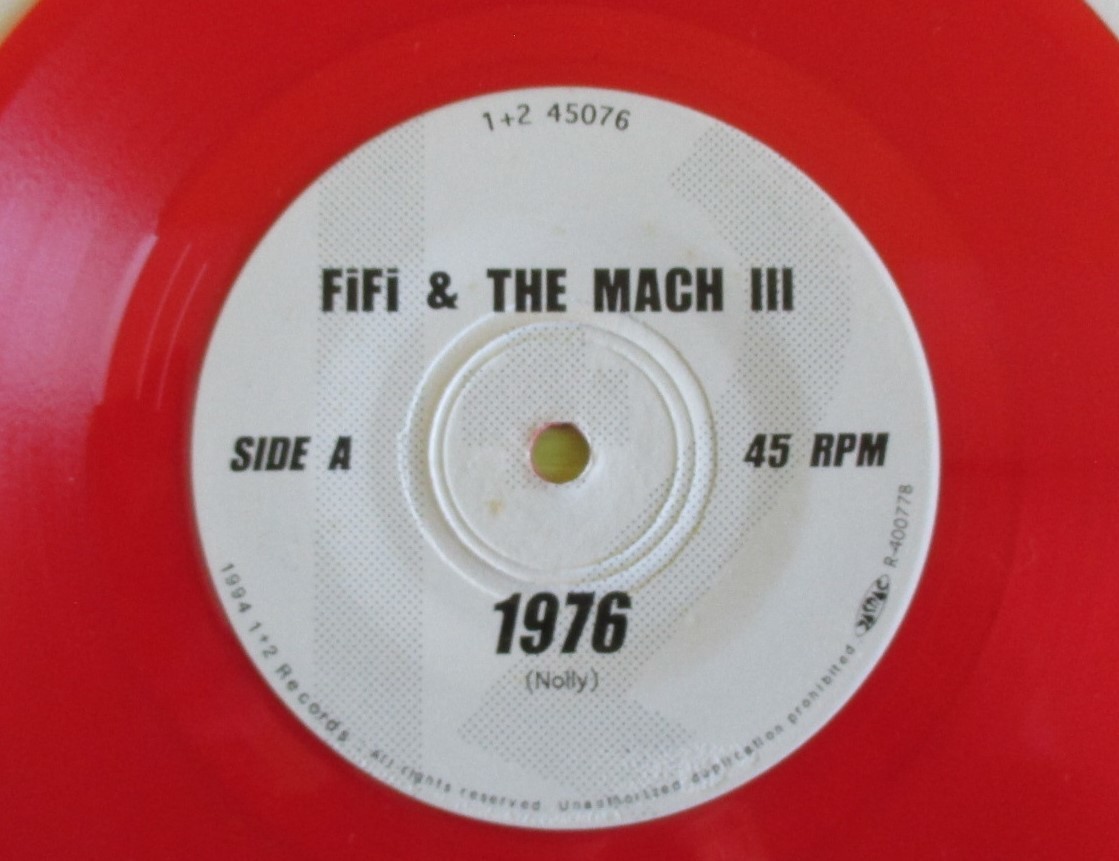 1+2 45076
FiFi & THE MACH III
SIDE A
45 RPM
1976
(Nolly)
1994 1+2 Records. All rights reserved. Unauthorized duplication prohibited.
JASRAC R-400778